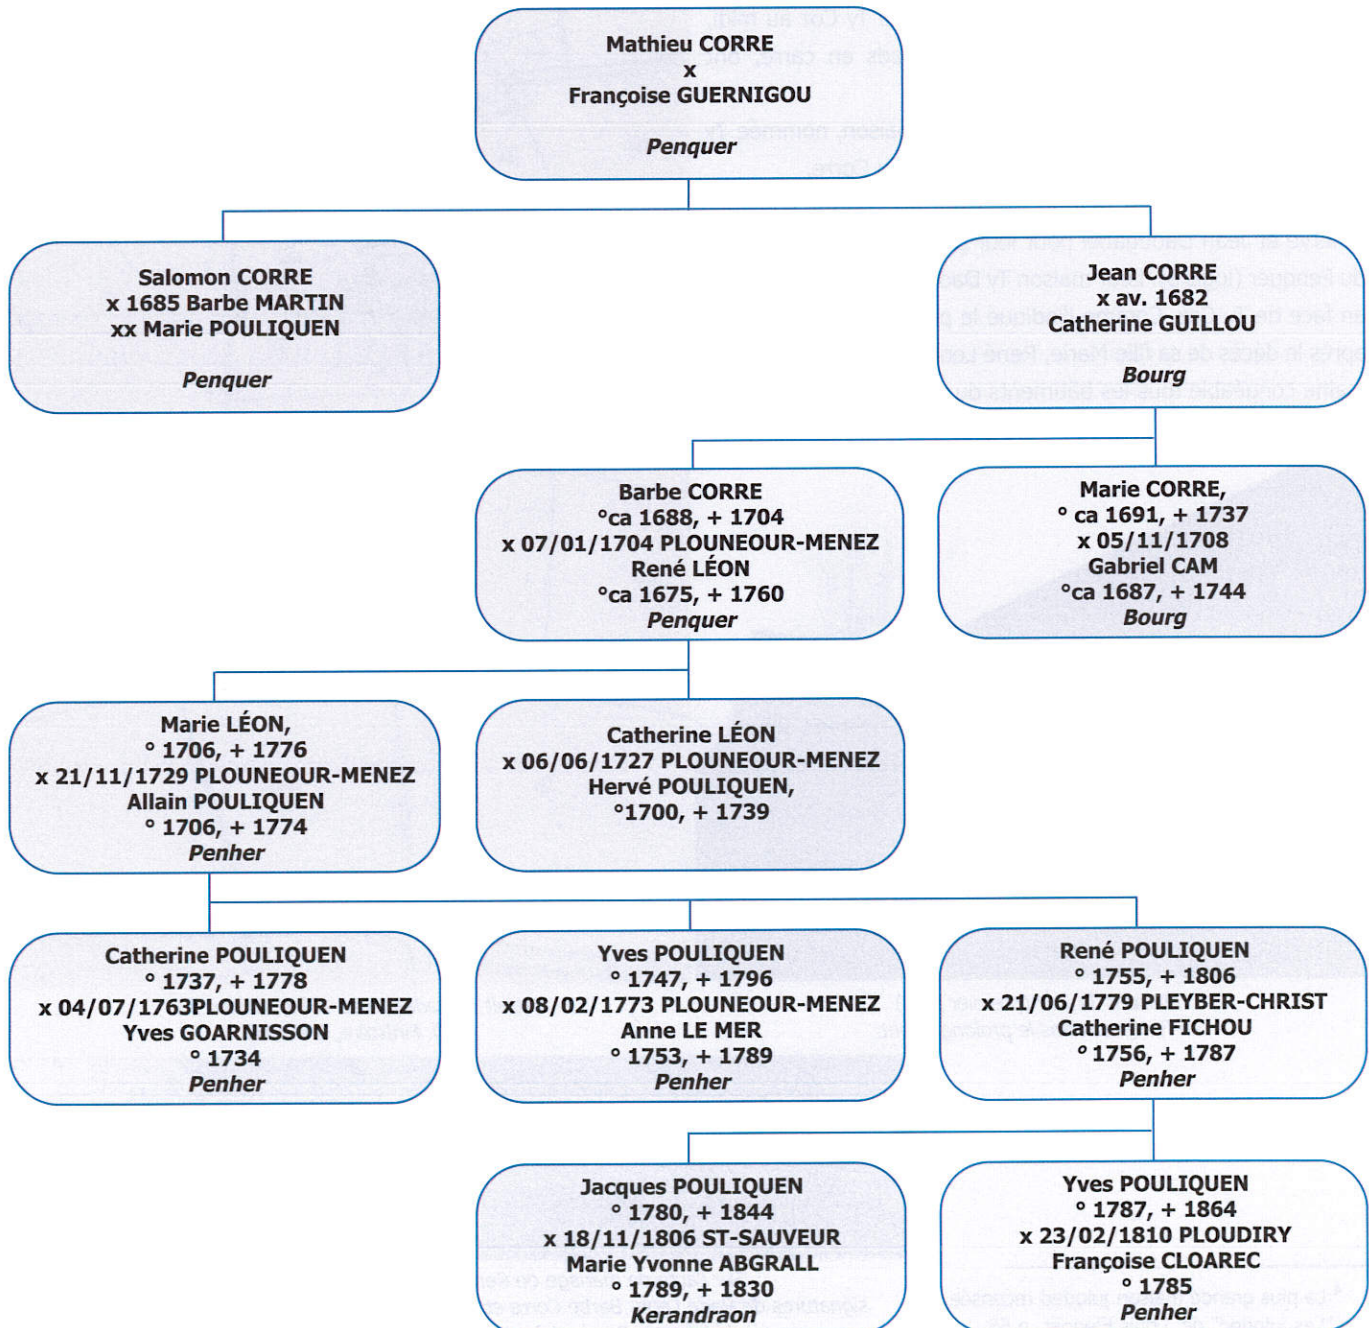 Mathieu CORRE
x
Françoise GUERNIGOU
Penquer
Salomon CORRE
x 1685 Barbe MARTIN
xx Marie POULIQUEN
Penquer
Jean CORRE
x av. 1682
Catherine GUILLOU
Bourg
Barbe CORRE
°ca 1688, + 1704
x 07/01/1704 PLOUNEOUR-MENEZ
René LÉON
°ca 1675, + 1760
Penquer
Marie CORRE,
° ca 1691, + 1737
x 05/11/1708
Gabriel CAM
°ca 1687, + 1744
Bourg
Marie LÉON,
° 1706, + 1776
x 21/11/1729 PLOUNEOUR-MENEZ
Allain POULIQUEN
° 1706, + 1774
Penher
Catherine LÉON
x 06/06/1727 PLOUNEOUR-MENEZ
Hervé POULIQUEN,
°1700, + 1739
Catherine POULIQUEN
° 1737, + 1778
x 04/07/1763PLOUNEOUR-MENEZ
Yves GOARNISSON
° 1734
Penher
Yves POULIQUEN
° 1747, + 1796
x 08/02/1773 PLOUNEOUR-MENEZ
Anne LE MER
° 1753, + 1789
Penher
René POULIQUEN
° 1755, + 1806
x 21/06/1779 PLEYBER-CHRIST
Catherine FICHOU
° 1756, + 1787
Penher
Jacques POULIQUEN
° 1780, + 1844
x 18/11/1806 ST-SAUVEUR
Marie Yvonne ABGRALL
° 1789, + 1830
Kerandraon
Yves POULIQUEN
° 1787, + 1864
x 23/02/1810 PLOUDIRY
Françoise CLOAREC
° 1785
Penher